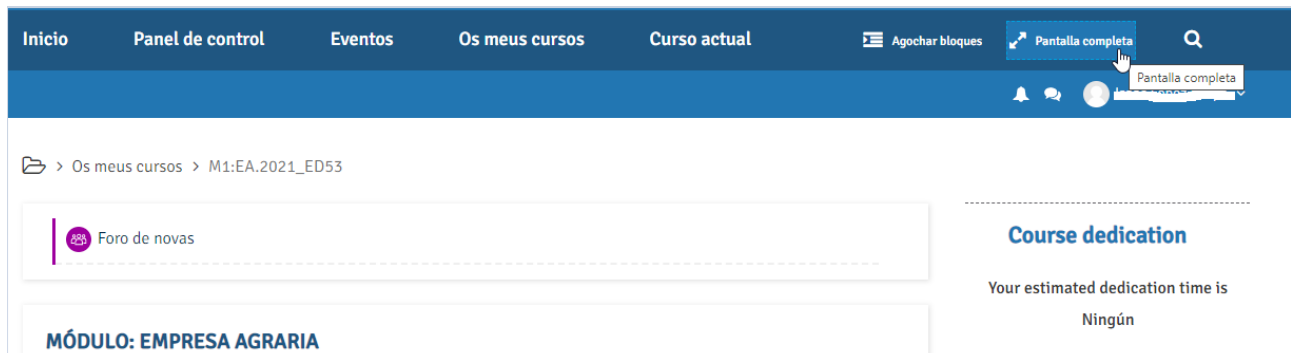 Inicio Panel de control Eventos Os meus cursos Curso actual Agochar bloques Pantalla completa
Pantalla completa
> Os meus cursos > M1:EA.2021_ED53
Foro de novas
MÓDULO: EMPRESA AGRARIA
Course dedication
Your estimated dedication time is
Ningún